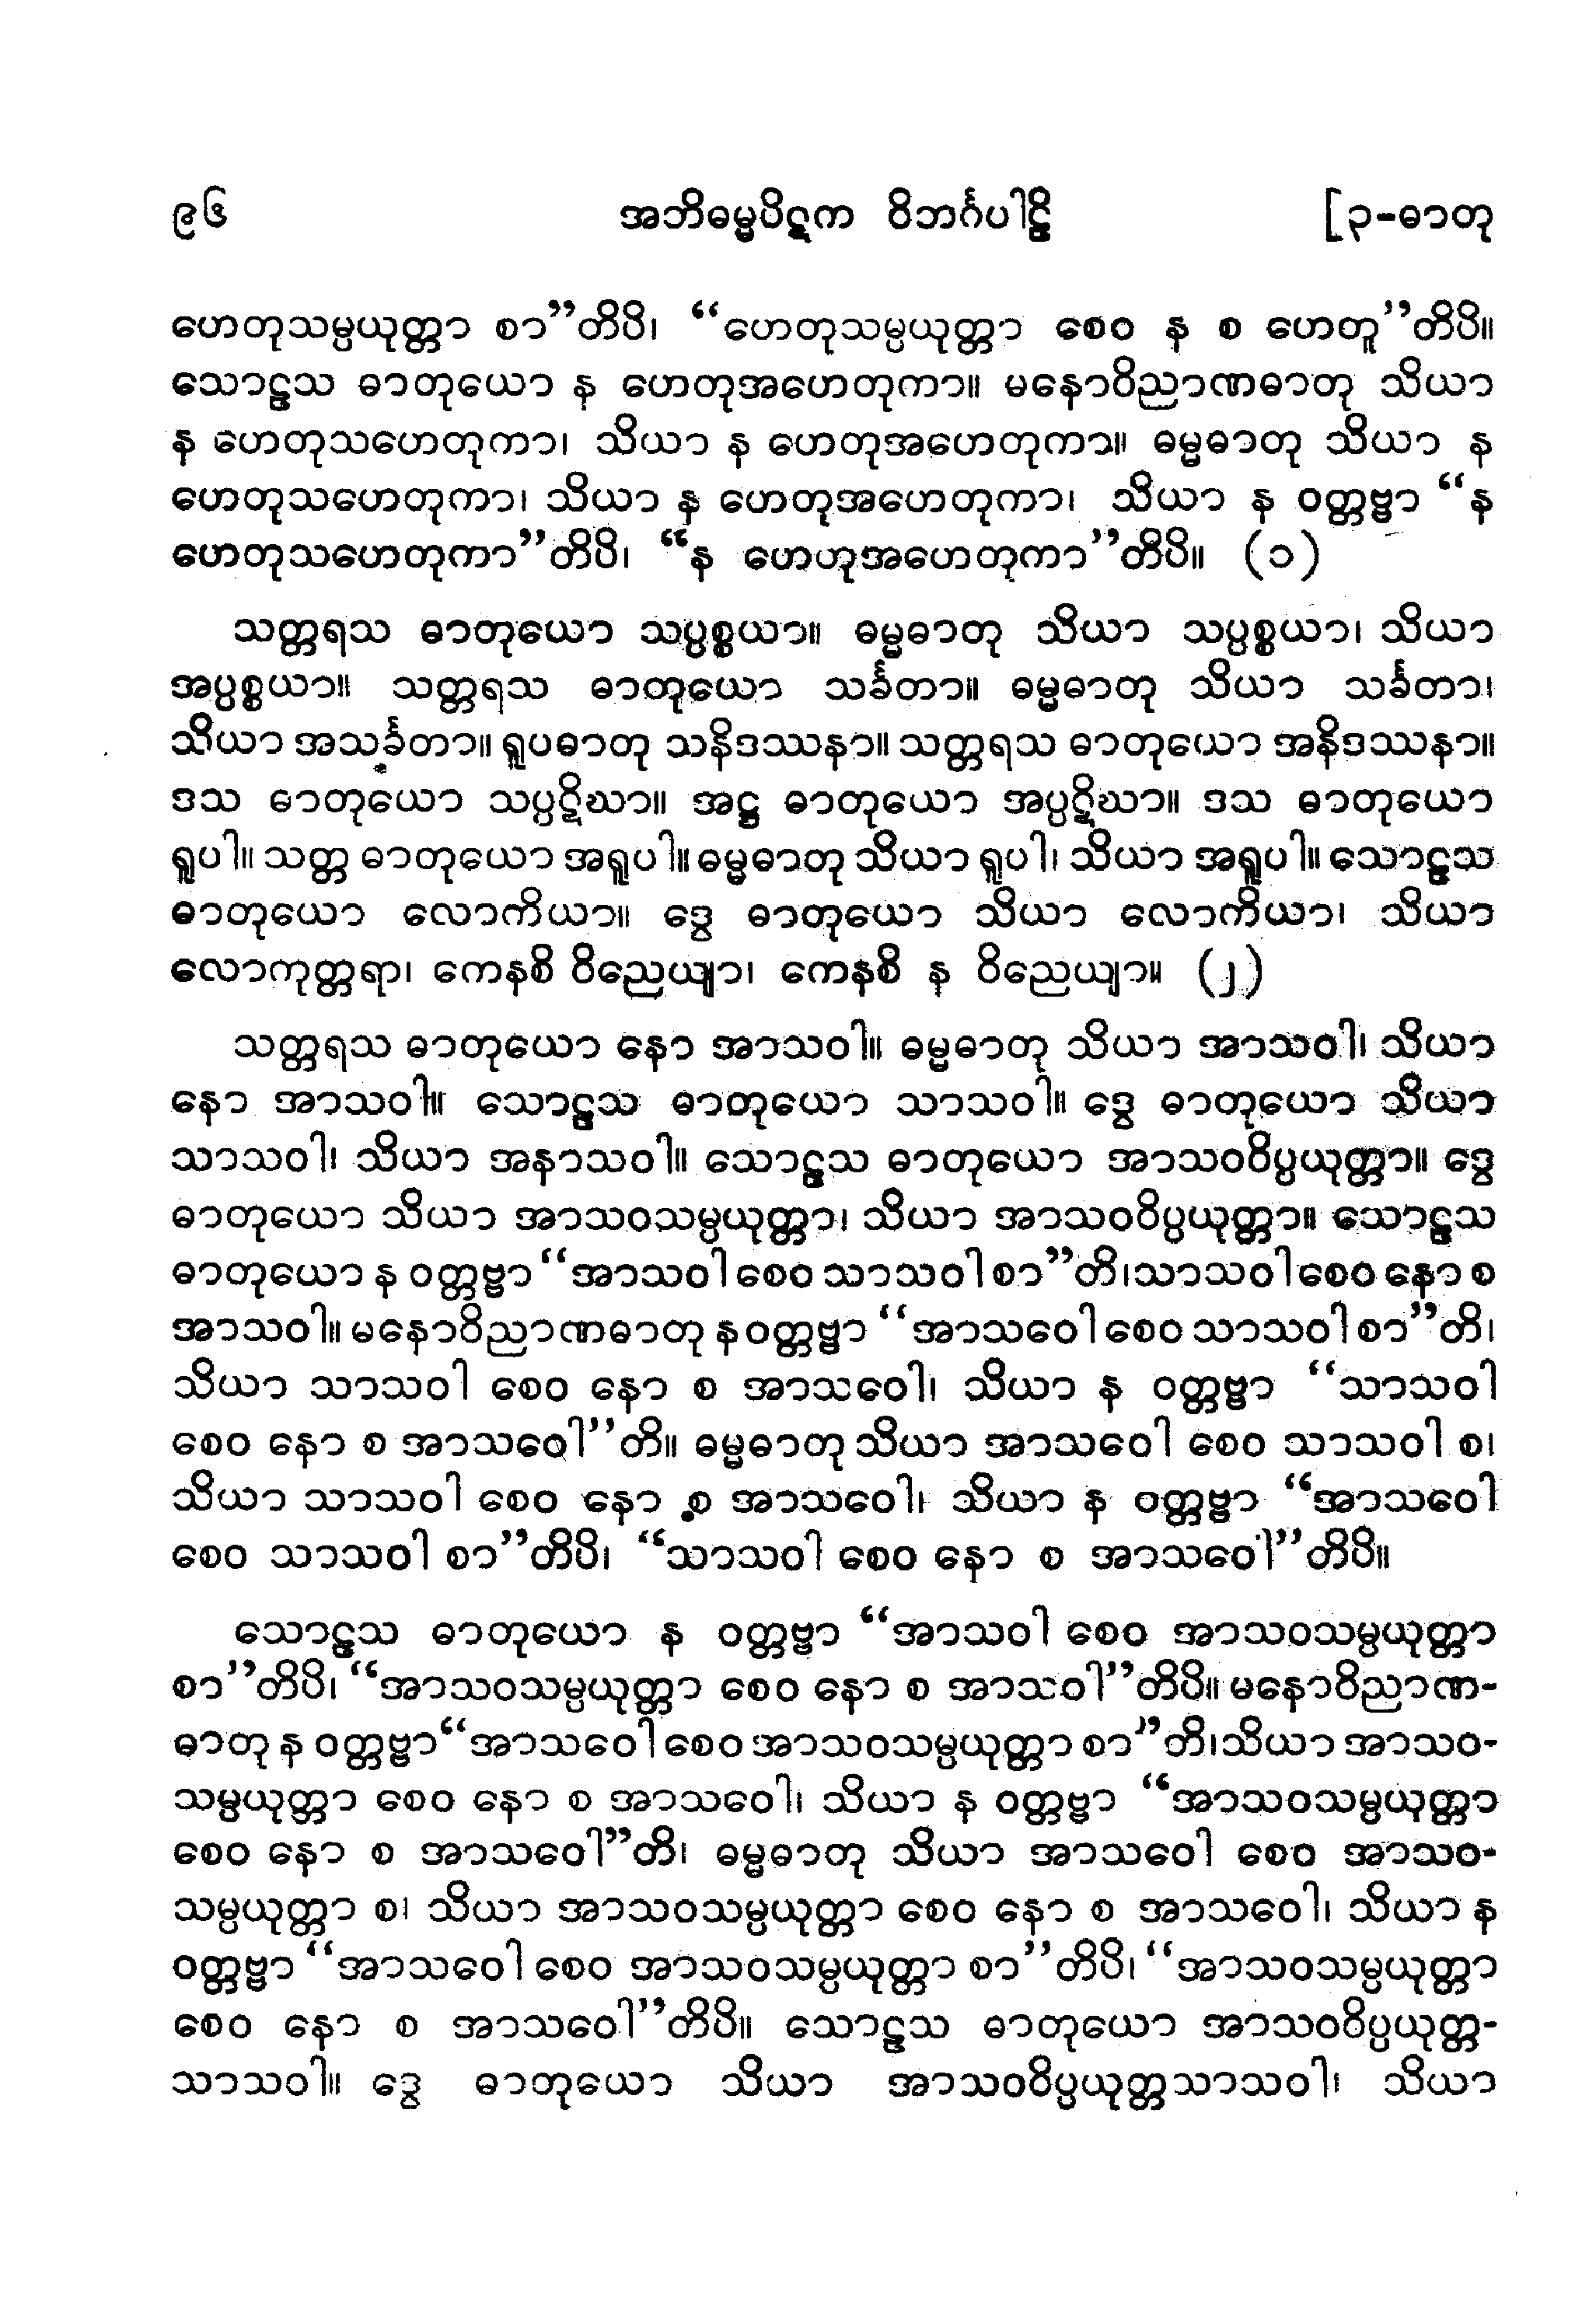 ၉၆ အဘိဓမ္မပိဋက ဝိဘင်္ဂပါဠိ [၃-ဓာတု
ဟေတုသမ္ပယုတ္တာ စာ”တိပိ၊ “ဟေတုသမ္ပယုတ္တာ စေဝ န စ ဟေတူ”တိပိ။
သောဠသ ဓာတုယော န ဟေတုအဟေတုကာ။ မနောဝိညာဏဓာတု သိယာ
န ဟေတုသဟေတုကာ၊ သိယာ န ဟေတုအဟေတုကာ။ ဓမ္မဓာတု သိယာ န
ဟေတုသဟေတုကာ၊ သိယာ န ဟေတုအဟေတုကာ၊ သိယာ န ဝတ္တဗ္ဗာ “န
ဟေတုသဟေတုကာ”တိပိ၊ “န ဟေဟုအဟေတုကာ”တိပိ။ (၁)
သတ္တရသ ဓာတုယော သပ္ပစ္စယာ။ ဓမ္မဓာတု သိယာ သပ္ပစ္စယာ၊ သိယာ
အပ္ပစ္စယာ။ သတ္တရသ ဓာတုယော သင်္ခတာ။ ဓမ္မဓာတု သိယာ သင်္ခတာ၊
သိယာ အသင်္ခတာ။ ရူပဓာတု သနိဒဿနာ။ သတ္တရသ ဓာတုယော အနိဒဿနာ။
ဒသ ဓာတုယော သပ္ပဋိဃာ။ အဋ္ဌ ဓာတုယော အပ္ပဋိဃာ။ ဒသ ဓာတုယော
ရူပါ။ သတ္တ ဓာတုယော အရူပါ။ ဓမ္မဓာတု သိယာ ရူပါ၊ သိယာ အရူပါ။ သောဠသ
ဓာတုယော လောကိယာ။ ဒွေ ဓာတုယော သိယာ လောကိယာ၊ သိယာ
လောကုတ္တရာ၊ ကေနစိ ဝိညေယျာ၊ ကေနစိ န ဝိညေယျာ။ (၂)
သတ္တရသ ဓာတုယော နော အာသဝါ။ ဓမ္မဓာတု သိယာ အာသဝါ၊ သိယာ
နော အာသဝါ။ သောဠသ ဓာတုယော သာသဝါ။ ဒွေ ဓာတုယော သိယာ
သာသဝါ၊ သိယာ အနာသဝါ။ သောဠသ ဓာတုယော အာသဝဝိပ္ပယုတ္တာ။ ဒွေ
ဓာတုယော သိယာ အာသဝသမ္ပယုတ္တာ၊ သိယာ အာသဝဝိပ္ပယုတ္တာ။ သောဠသ
ဓာတုယော န ဝတ္တဗ္ဗာ “အာသဝါ စေဝ သာသဝါ စာ”တိ၊သာသဝါ စေဝ နော စ
အာသဝါ။ မနောဝိညာဏဓာတု န ဝတ္တဗ္ဗာ “အာသဝေါ စေဝ သာသဝါ စာ”တိ၊
သိယာ သာသဝါ စေဝ နော စ အာသဝေါ၊ သိယာ န ဝတ္တဗ္ဗာ “သာသဝါ
စေဝ နော စ အာသဝေါ”တိ။ ဓမ္မဓာတု သိယာ အာသဝေါ စေဝ သာသဝါ စ၊
သိယာ သာသဝါ စေဝ နော စ အာသဝေါ၊ သိယာ န ဝတ္တဗ္ဗာ “အာသဝေါ
စေဝ သာသဝါ စာ”တိပိ၊ “သာသဝါ စေဝ နော စ အာသဝေါ”တိပိ။
သောဠသ ဓာတုယော န ဝတ္တဗ္ဗာ “အာသဝါ စေဝ အာသဝသမ္ပယုတ္တာ
စာ”တိပိ၊ “အာသဝသမ္ပယုတ္တာ စေဝ နော စ အာသဝါ”တိပိ။ မနောဝိညာဏ-
ဓာတု န ဝတ္တဗ္ဗာ“အာသဝေါ စေဝ အာသဝသမ္ပယုတ္တာ စာ”တိ၊သိယာ အာသဝ-
သမ္ပယုတ္တာ စေဝ နော စ အာသဝေါ၊ သိယာ န ဝတ္တဗ္ဗာ “အာသဝသမ္ပယုတ္တာ
စေဝ နော စ အာသဝေါ”တိ၊ ဓမ္မဓာတု သိယာ အာသဝေါ စေဝ အာသဝ-
သမ္ပယုတ္တာ စ၊ သိယာ အာသဝသမ္ပယုတ္တာ စေဝ နော စ အာသဝေါ၊ သိယာ န
ဝတ္တဗ္ဗာ “အာသဝေါ စေဝ အာသဝသမ္ပယုတ္တာ စာ”တိပိ၊ “အာသဝသမ္ပယုတ္တာ
စေဝ နော စ အာသဝေါ”တိပိ။ သောဠသ ဓာတုယော အာသဝဝိပ္ပယုတ္တ-
သာသဝါ။ ဒွေ ဓာတုယော သိယာ အာသဝဝိပ္ပယုတ္တသာသဝါ၊ သိယာ